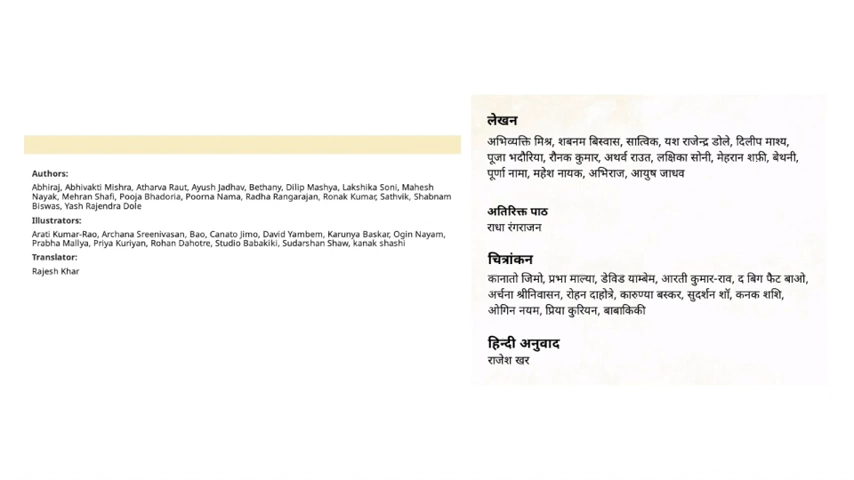 Authors:
Abhiraj, Abhivakti Mishra, Atharva Raut, Ayush Jadhav, Bethany, Dilip Mashya, Lakshika Soni, Mahesh
Nayak, Mehran Shafi, Pooja Bhadoria, Poorna Nama, Radha Rangarajan, Ronak Kumar, Sathvik, Shabnam
Biswas, Yash Rajendra Dole
Illustrators:
Arati Kumar-Rao, Archana Sreenivasan, Bao, Canato Jimo, David Yambem, Karunya Baskar, Ogin Nayam,
Prabha Mallya, Priya Kuriyan, Rohan Dahotre, Studio Babakiki, Sudarshan Shaw, kanak shashi
Translator:
Rajesh Khar
लेखन
अभिव्यक्ति मिश्र, शबनम बिस्वास, सात्विक, यश राजेन्द्र डोले, दिलीप माश्य,
पूजा भदौरिया, रौनक कुमार, अथर्व राउत, लक्षिका सोनी, मेहरान शफ़ी, बेथनी,
पूर्णा नामा, महेश नायक, अभिराज, आयुष जाधव
अतिरिक्त पाठ
राधा रंगराजन
चित्रांकन
कानातो जिमो, प्रभा माल्या, डेविड याम्बेम, आरती कुमार-राव, द बिग फैट बाओ,
अर्चना श्रीनिवासन, रोहन दाहोत्रे, कारुण्या बस्कर, सुदर्शन शॉ, कनक शशि,
ओगिन नयम, प्रिया कुरियन, बाबाकिकी
हिन्दी अनुवाद
राजेश खर